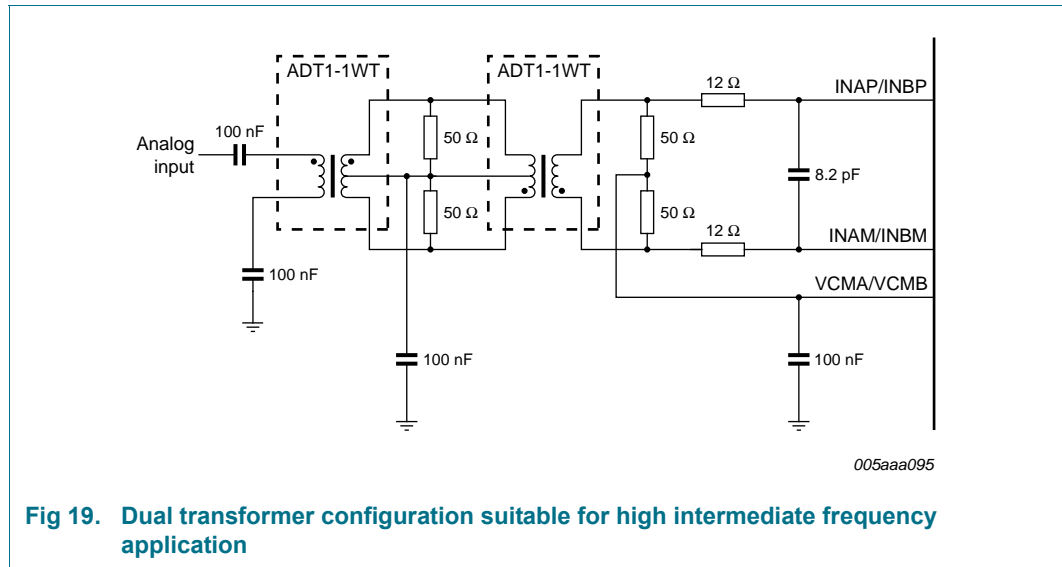 ADT1-1WT
ADT1-1WT
Analog
input
100 nF
50 Ω
50 Ω
100 nF
100 nF
50 Ω
50 Ω
12 Ω
12 Ω
8.2 pF
INAP/INBP
INAM/INBM
VCMA/VCMB
100 nF
005aaa095
Fig 19. Dual transformer configuration suitable for high intermediate frequency
application